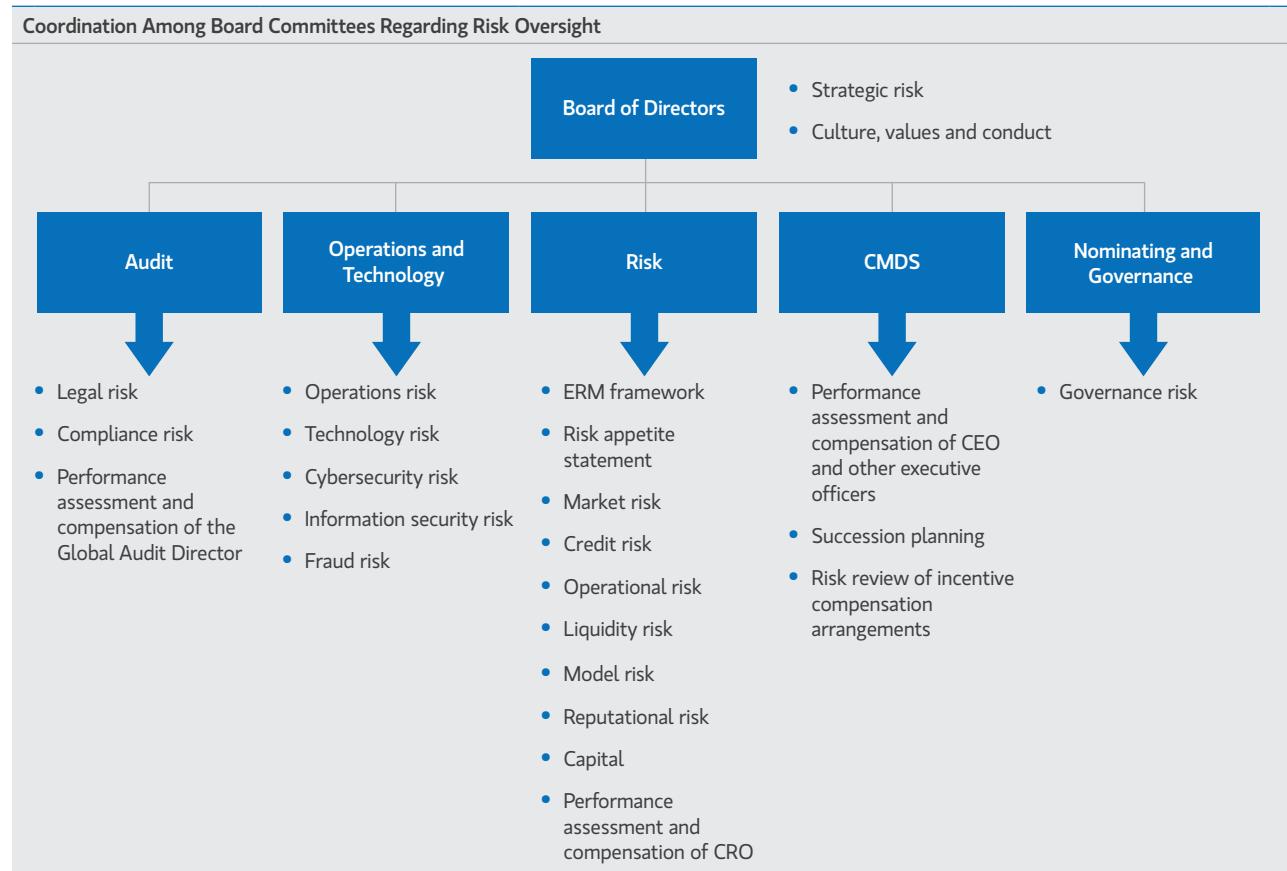 Coordination Among Board Committees Regarding Risk Oversight
Board of Directors
• Strategic risk
• Culture, values and conduct
Audit
• Legal risk
• Compliance risk
• Performance
assessment and
compensation of the
Global Audit Director
Operations and
Technology
• Operations risk
• Technology risk
• Cybersecurity risk
• Information security risk
• Fraud risk
Risk
• ERM framework
• Risk appetite
statement
• Market risk
• Credit risk
• Operational risk
• Liquidity risk
• Model risk
• Reputational risk
• Capital
• Performance
assessment and
compensation of CRO
CMDS
• Performance
assessment and
compensation of CEO
and other executive
officers
• Succession planning
• Risk review of incentive
compensation
arrangements
Nominating and
Governance
• Governance risk